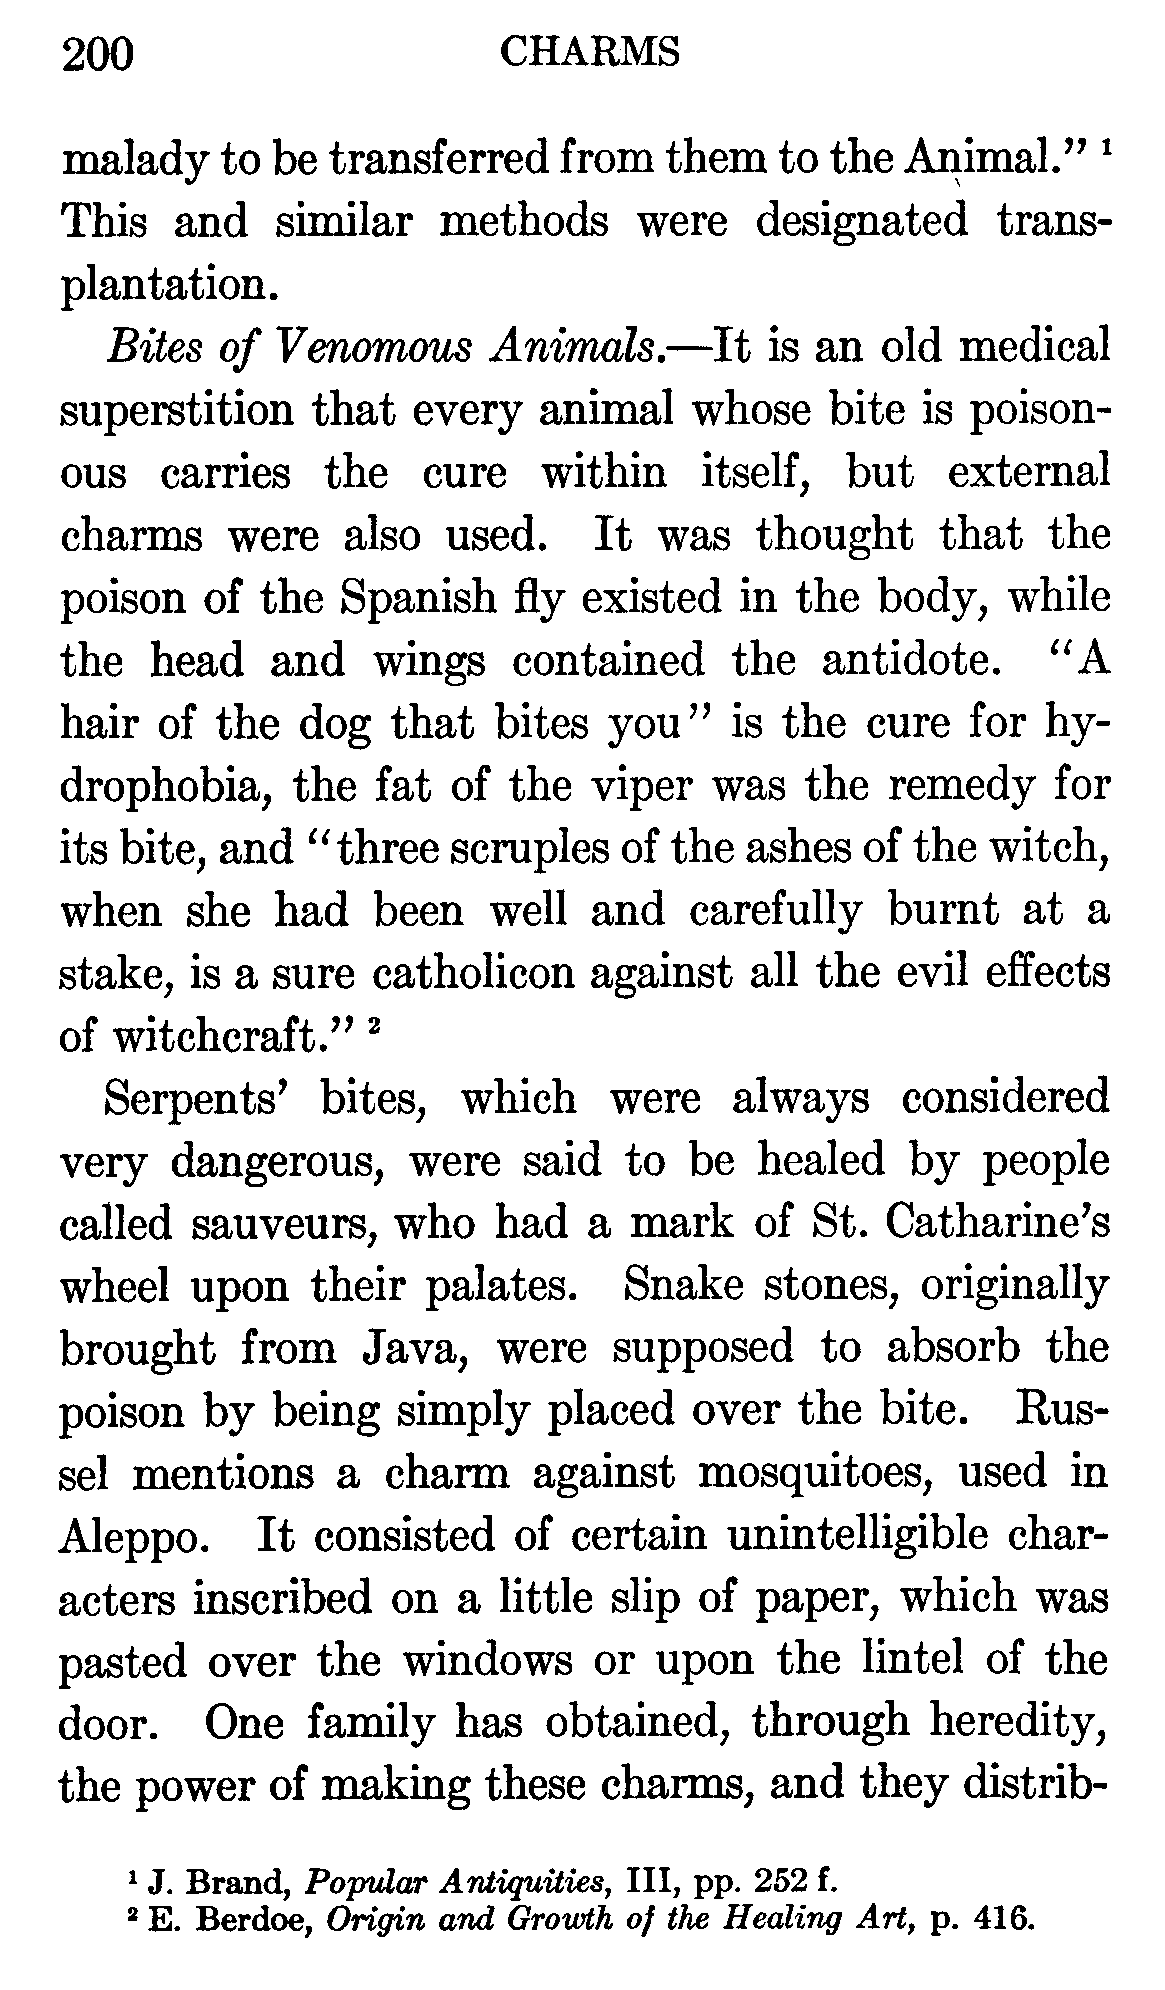 200 CHARMS
malady to be transferred from them to the Animal.” ¹
This and similar methods were designated trans-
plantation.
Bites of Venomous Animals.—It is an old medical
superstition that every animal whose bite is poison-
ous carries the cure within itself, but external
charms were also used. It was thought that the
poison of the Spanish fly existed in the body, while
the head and wings contained the antidote. “A
hair of the dog that bites you” is the cure for hy-
drophobia, the fat of the viper was the remedy for
its bite, and “three scruples of the ashes of the witch,
when she had been well and carefully burnt at a
stake, is a sure catholicon against all the evil effects
of witchcraft.” ²
Serpents’ bites, which were always considered
very dangerous, were said to be healed by people
called sauveurs, who had a mark of St. Catharine’s
wheel upon their palates. Snake stones, originally
brought from Java, were supposed to absorb the
poison by being simply placed over the bite. Rus-
sel mentions a charm against mosquitoes, used in
Aleppo. It consisted of certain unintelligible char-
acters inscribed on a little slip of paper, which was
pasted over the windows or upon the lintel of the
door. One family has obtained, through heredity,
the power of making these charms, and they distrib-
¹ J. Brand, Popular Antiquities, III, pp. 252 f.
² E. Berdoe, Origin and Growth of the Healing Art, p. 416.